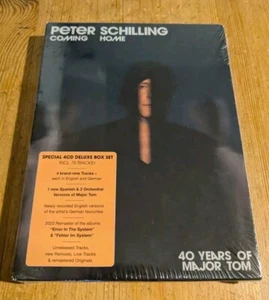 PETER SCHILLING
COMING HOME
SPECIAL 4CD DELUXE BOX SET
INCL. 75 TRACKS!
4 brand new Tracks –
each in English and German
1 new Spanish & 2 Orchestral
Versions of Major Tom
Newly recorded English versions
of the artist's German favourites
2023 Remaster of the albums
"Error In The System"
& "Fehler Im System"
Unreleased Tracks,
new Remixes, Live Tracks
& remastered Originals
40 YEARS OF
MAJOR TOM